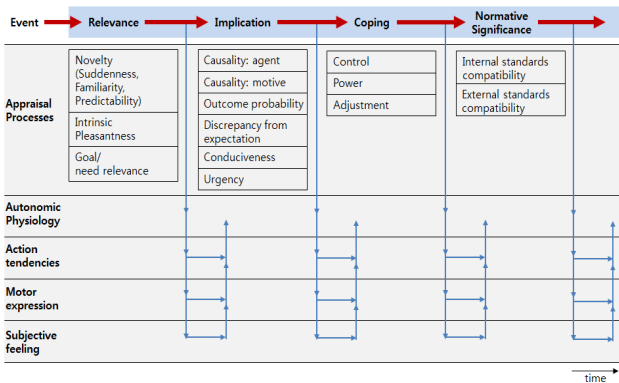 Event Relevance Implication Coping Normative
Significance
Appraisal
Processes
Novelty
(Suddenness,
Familiarity,
Predictability)
Intrinsic
Pleasantness
Goal/
need relevance
Causality: agent
Causality: motive
Outcome probability
Discrepancy from
expectation
Conduciveness
Urgency
Control
Power
Adjustment
Internal standards
compatibility
External standards
compatibility
Autonomic
Physiology
Action
tendencies
Motor
expression
Subjective
feeling
time